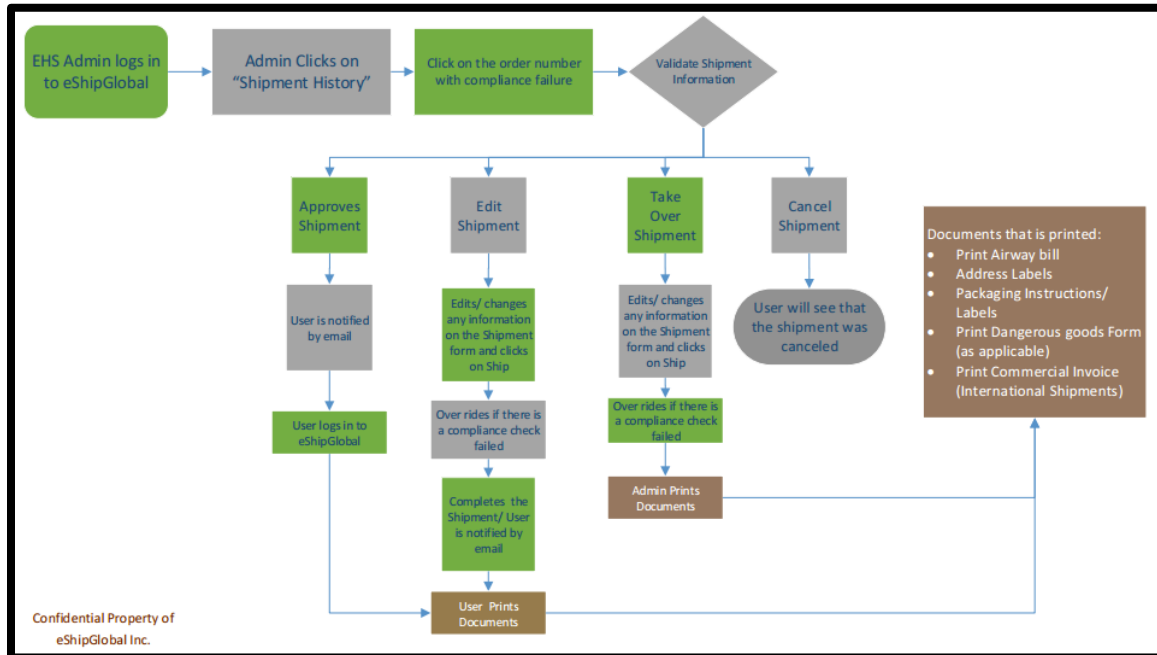 EHS Admin logs in
to eShipGlobal
Admin Clicks on
“Shipment History”
Click on the order number
with compliance failure
Validate Shipment
Information
Approves
Shipment
Edit
Shipment
Take
Over
Shipment
Cancel
Shipment
User is notified
by email
Edits/ changes
any information
on the Shipment
form and clicks
on Ship
Edits/ changes
any information
on the Shipment
form and clicks
on Ship
User will see that
the shipment was
canceled
User logs in to
eShipGlobal
Over rides if there is
a compliance check
failed
Over rides if there is
a compliance check
failed
Completes the
Shipment/ User
is notified by
email
Admin Prints
Documents
User Prints
Documents
Documents that is printed:
• Print Airway bill
• Address Labels
• Packaging Instructions/
Labels
• Print Dangerous goods Form
(as applicable)
• Print Commercial Invoice
(International Shipments)
Confidential Property of
eShipGlobal Inc.